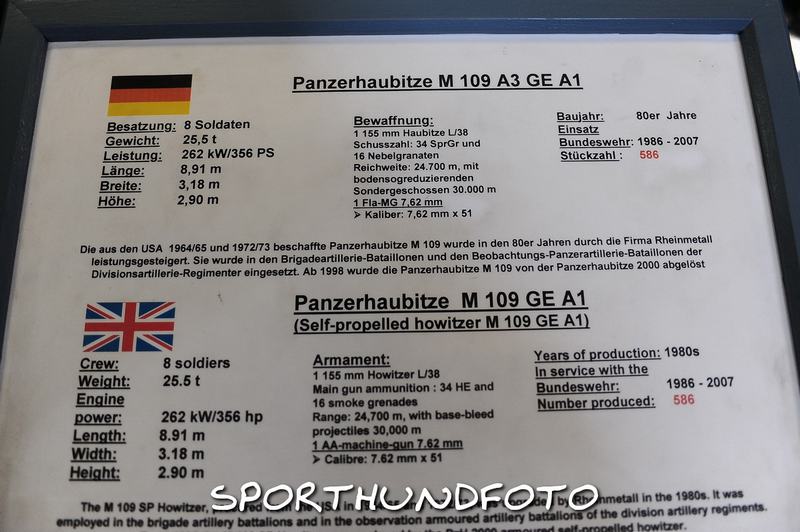 Panzerhaubitze M 109 A3 GE A1
Besatzung: 8 Soldaten
Gewicht: 25,5 t
Leistung: 262 kW/356 PS
Länge: 8,91 m
Breite: 3,18 m
Höhe: 2,90 m
Bewaffnung:
1 155 mm Haubitze L/38
Schusszahl: 34 SprGr und
16 Nebelgranaten
Reichweite: 24.700 m, mit
bodensogreduzierenden
Sondergeschossen 30.000 m
1 Fla-MG 7,62 mm
➢ Kaliber: 7,62 mm x 51
Baujahr: 80er Jahre
Einsatz
Bundeswehr: 1986 - 2007
Stückzahl : 586
Die aus den USA 1964/65 und 1972/73 beschaffte Panzerhaubitze M 109 wurde in den 80er Jahren durch die Firma Rheinmetall
leistungsgesteigert. Sie wurde in den Brigadeartillerie-Bataillonen und den Beobachtungs-Panzerartillerie-Bataillonen der
Divisionsartillerie-Regimenter eingesetzt. Ab 1998 wurde die Panzerhaubitze M 109 von der Panzerhaubitze 2000 abgelöst
Panzerhaubitze M 109 GE A1
(Self-propelled howitzer M 109 GE A1)
Crew: 8 soldiers
Weight: 25.5 t
Engine
power: 262 kW/356 hp
Length: 8.91 m
Width: 3.18 m
Height: 2.90 m
Armament:
1 155 mm Howitzer L/38
Main gun ammunition : 34 HE and
16 smoke grenades
Range: 24,700 m, with base-bleed
projectiles 30,000 m
1 AA-machine-gun 7.62 mm
➢ Calibre: 7.62 mm x 51
Years of production: 1980s
In service with the
Bundeswehr: 1986 - 2007
Number produced: 586
The M 109 SP Howitzer, in by Rheinmetall in the 1980s. It was
employed in the brigade artillery battalions and in the observation armoured artillery battalions of the division artillery regiments.
2000 armoured self-propelled howitzer.
SPORTHUNDFOTO